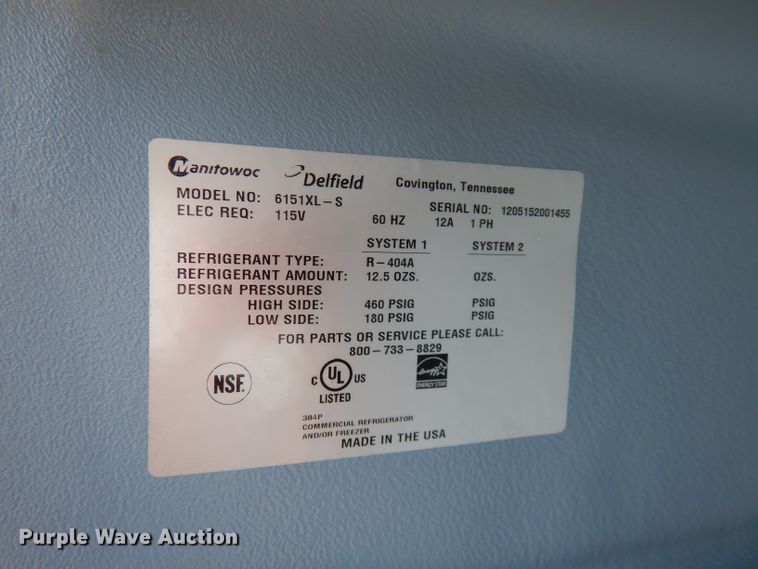 Manitowoc Delfield Covington, Tennessee
MODEL NO: 6151XL-S SERIAL NO: 1205152001455
ELEC REQ: 115V 60 HZ 12A 1 PH
SYSTEM 1 SYSTEM 2
REFRIGERANT TYPE: R-404A
REFRIGERANT AMOUNT: 12.5 OZS. OZS.
DESIGN PRESSURES
HIGH SIDE: 460 PSIG PSIG
LOW SIDE: 180 PSIG PSIG
FOR PARTS OR SERVICE PLEASE CALL:
800-733-8829
NSF
C UL US
LISTED
energy
ENERGY STAR
384P
COMMERCIAL REFRIGERATOR
AND/OR FREEZER
MADE IN THE USA
Purple Wave Auction